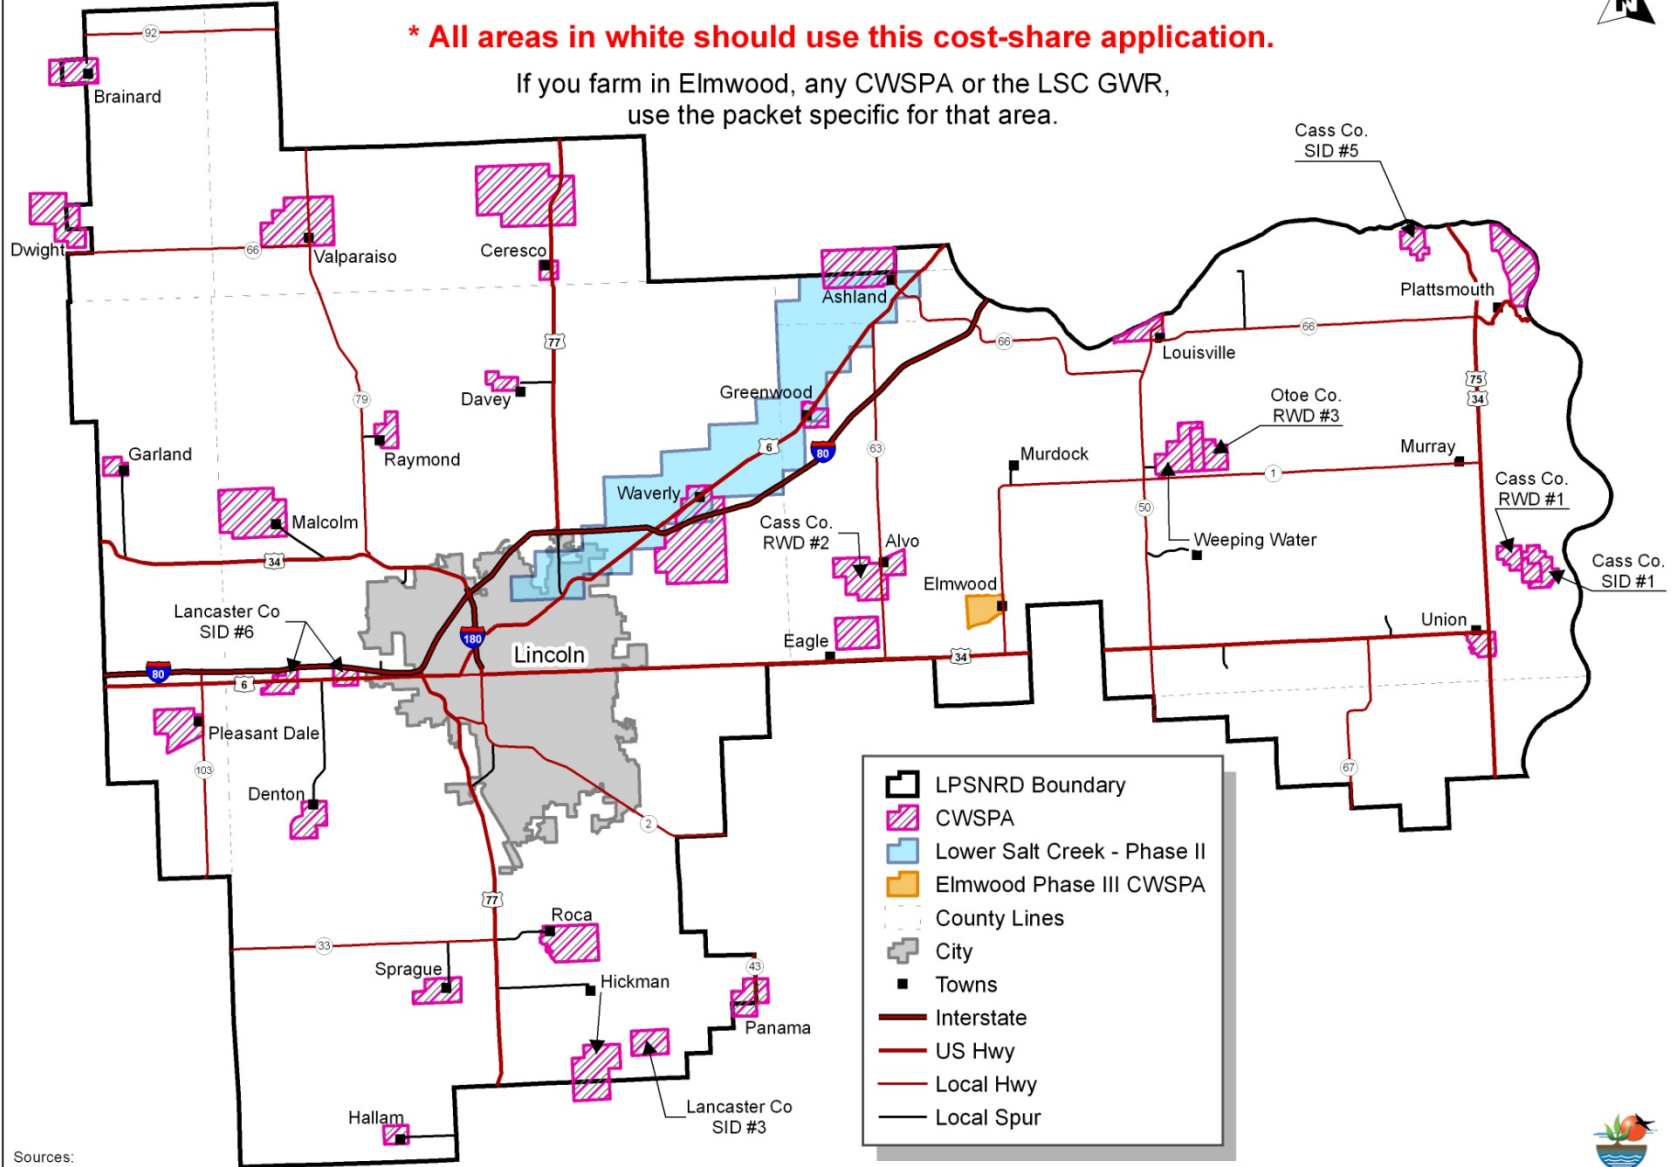 N
* All areas in white should use this cost-share application.
If you farm in Elmwood, any CWSPA or the LSC GWR,
use the packet specific for that area.
92
Brainard
Cass Co.
SID #5
Dwight
66
Valparaiso
Ceresco
Ashland
Plattsmouth
77
66
66
Louisville
75
34
Davey
Greenwood
79
Otoe Co.
RWD #3
6
80
63
Garland
Raymond
Murdock
Murray
1
Waverly
Cass Co.
RWD #1
50
Malcolm
Cass Co.
RWD #2
Alvo
Weeping Water
34
Cass Co.
SID #1
Elmwood
Lancaster Co
SID #6
Union
180
Lincoln
Eagle
34
80
6
Pleasant Dale
103
67
Denton
2
77
Roca
33
Sprague
43
Hickman
Panama
Lancaster Co
SID #3
Hallam
LPSNRD Boundary
CWSPA
Lower Salt Creek - Phase II
Elmwood Phase III CWSPA
County Lines
City
Towns
Interstate
US Hwy
Local Hwy
Local Spur
Sources: